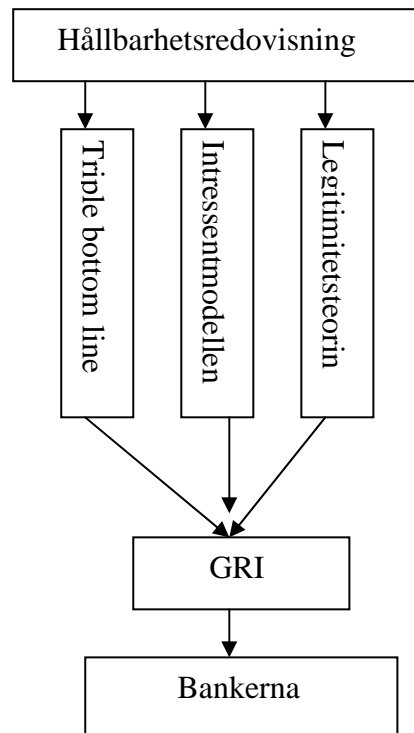 Hållbarhetsredovisning
Triple bottom line
Intressentmodellen
Legitimitetsteorin
GRI
Bankerna